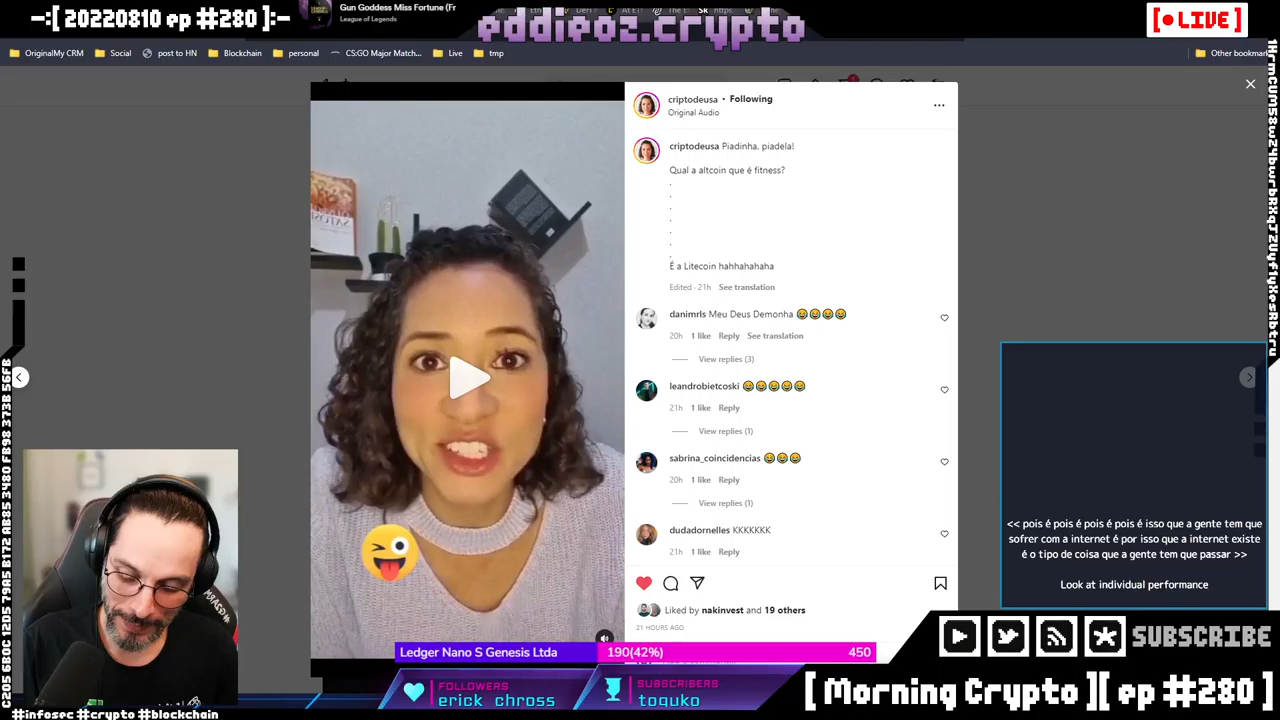 -:[ 20220810 ep #280 ]:-
Gun Goddess Miss Fortune (Fr
League of Legends
eddieoz.crypto
[ • LIVE ]
OriginalMy CRM
Social
post to HN
Blockchain
personal
CS:GO Major Match...
Live
tmp
Other bookmark
criptodeusa • Following
Original Audio
criptodeusa Piadinha, piadela!
Qual a altcoin que é fitness?
.
.
.
.
.
.
.
É a Litecoin hahhahahaha
Edited · 21h See translation
danimrls Meu Deus Demonha 😂😂😂😂
20h 1 like Reply See translation
View replies (3)
leandrobietcoski 😂😂😂😂😂
21h 1 like Reply
View replies (1)
sabrina_coincidencias 😂😂😂
20h 1 like Reply
View replies (1)
dudadornelles KKKKKKK
21h 1 like Reply
Liked by nakinvest and 19 others
21 HOURS AGO
<< pois é pois é pois é pois é isso que a gente tem que
sofrer com a internet é por isso que a internet existe
é o tipo de coisa que a gente tem que passar >>
Look at individual performance
SUBSCRIBE
Ledger Nano S Genesis Ltda
190(42%)
450
FOLLOWERS
erick chross
SUBSCRIBERS
toguko
[ Morning Crypto ][ ep #280 ]
#infosec #crypto #blockchain